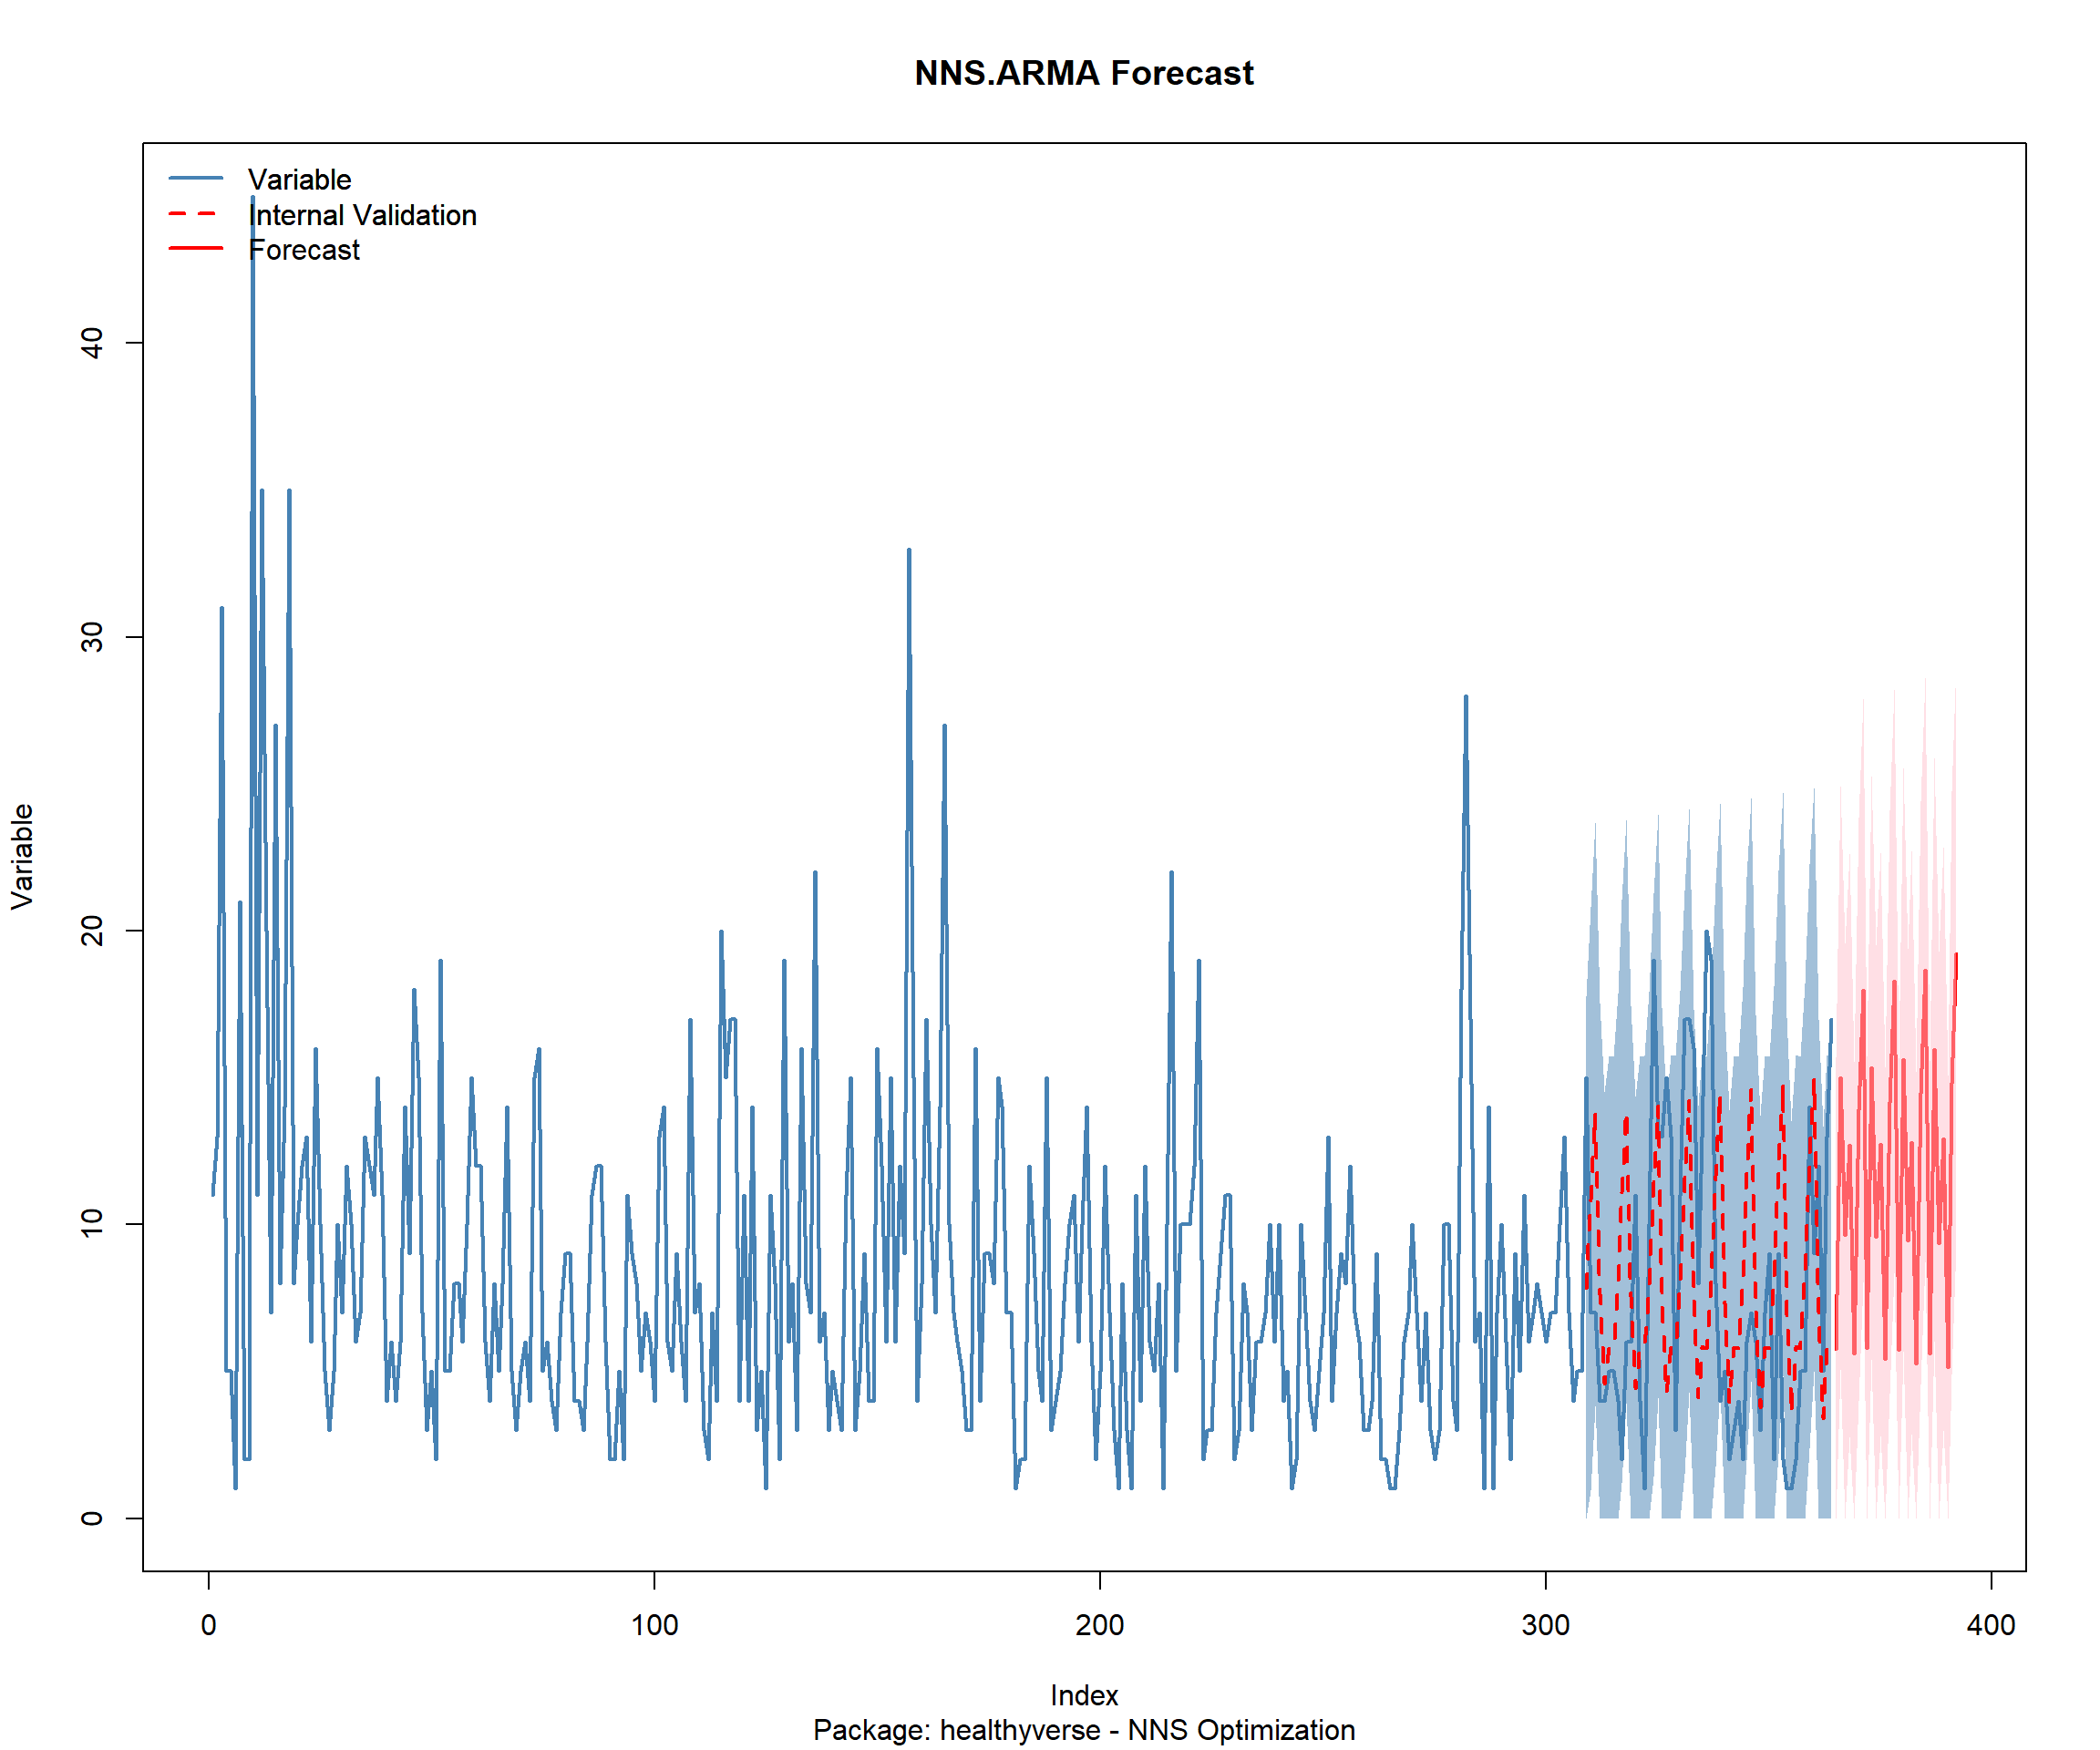 NNS.ARMA Forecast
Variable
Internal Validation
Forecast
Variable
40
30
20
10
0
0 100 200 300 400
Index
Package: healthyverse - NNS Optimization